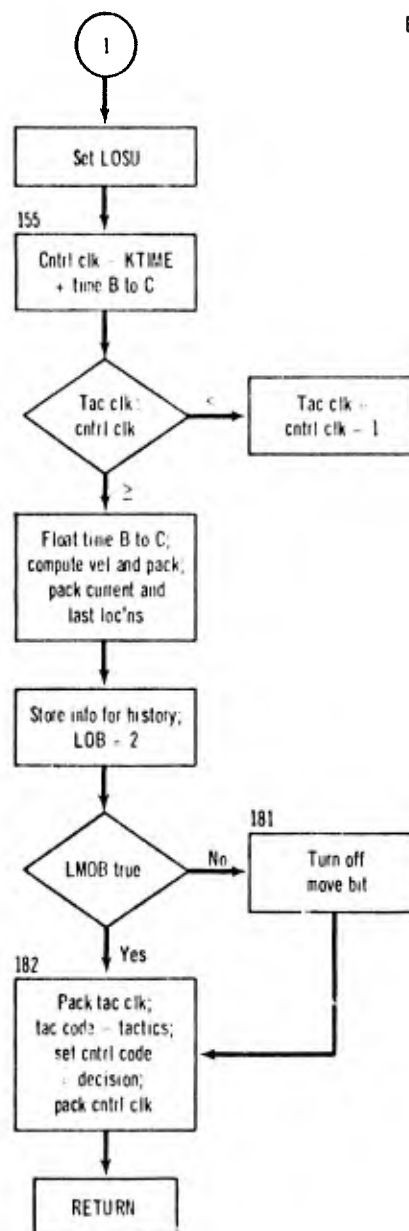 1
E
Set LOSU
155
Cntrl clk - KTIME
+ time B to C
Tac clk :
cntrl clk
<
Tac clk -
cntrl clk - 1
≥
Float time B to C;
compute vel and pack;
pack current and
last loc'ns
Store info for history;
LOB - 2
LMOB true
No
181
Turn off
move bit
Yes
182
Pack tac clk;
tac code - tactics;
set cntrl code
- decision;
pack cntrl clk
RETURN